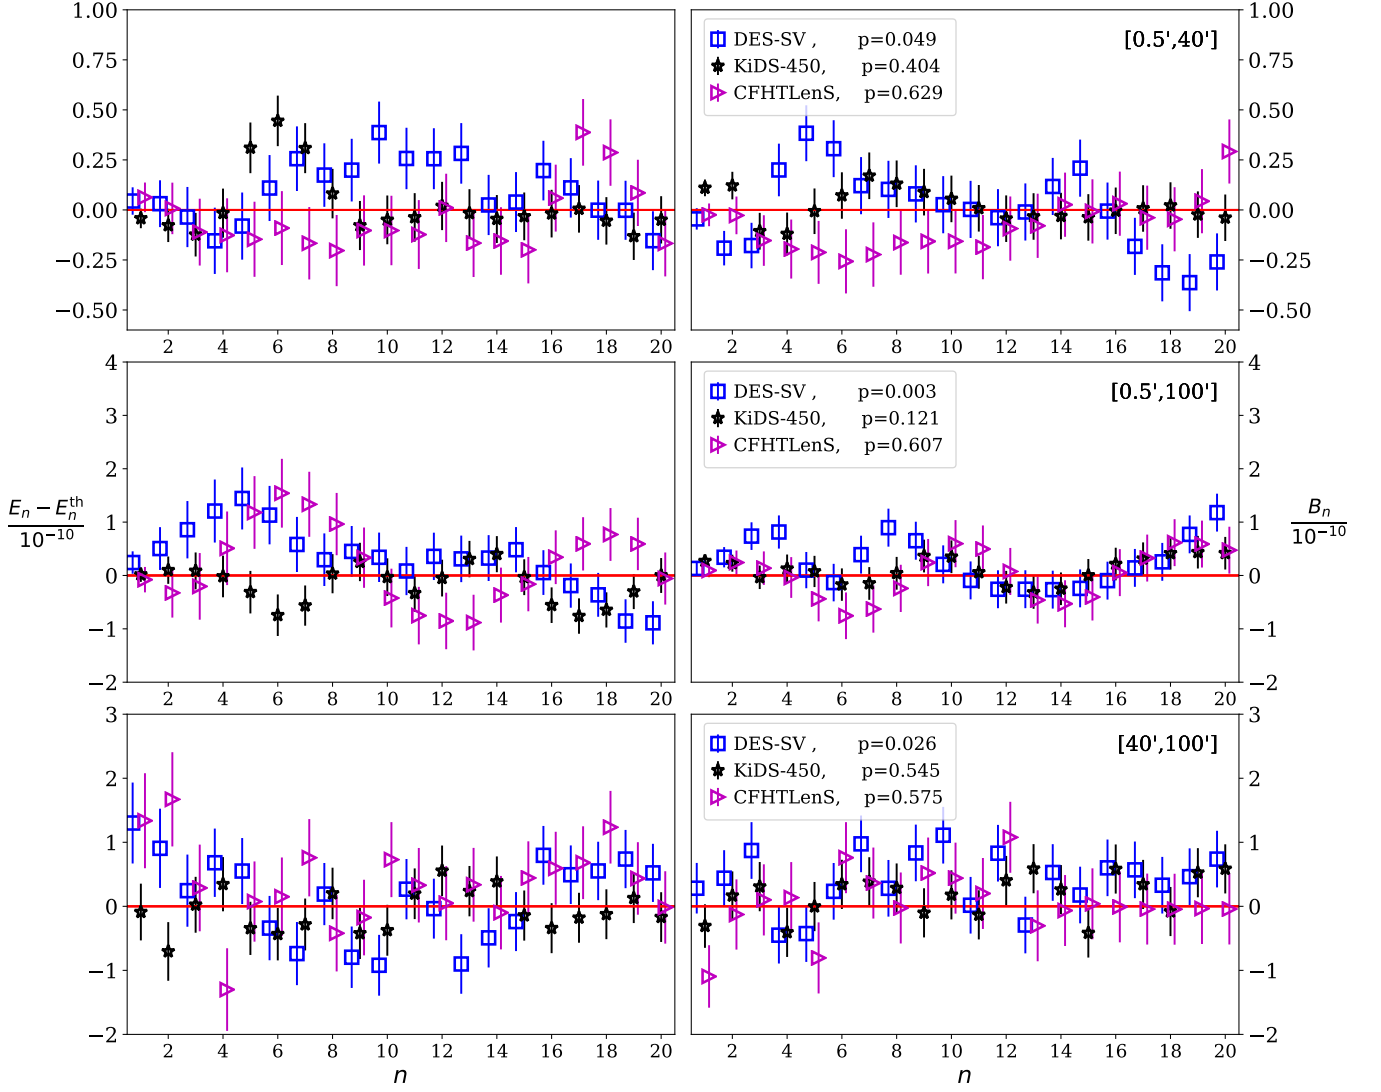 1.00
0.75
0.50
0.25
0.00
−0.25
−0.50
2 4 6 8 10 12 14 16 18 20
DES-SV , p=0.049
KiDS-450, p=0.404
CFHTLenS, p=0.629
[0.5',40']
1.00
0.75
0.50
0.25
0.00
−0.25
−0.50
2 4 6 8 10 12 14 16 18 20
4
3
2
1
0
−1
−2
2 4 6 8 10 12 14 16 18 20
E_n − E_n^th
10^−10
DES-SV , p=0.003
KiDS-450, p=0.121
CFHTLenS, p=0.607
[0.5',100']
4
3
2
1
0
−1
−2
2 4 6 8 10 12 14 16 18 20
B_n
10^−10
3
2
1
0
−1
−2
2 4 6 8 10 12 14 16 18 20
n
DES-SV , p=0.026
KiDS-450, p=0.545
CFHTLenS, p=0.575
[40',100']
3
2
1
0
−1
−2
2 4 6 8 10 12 14 16 18 20
n